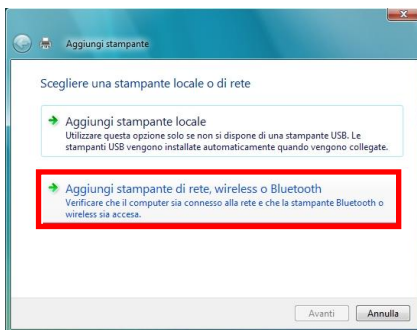 Aggiungi stampante
Scegliere una stampante locale o di rete
Aggiungi stampante locale
Utilizzare questa opzione solo se non si dispone di una stampante USB. Le
stampanti USB vengono installate automaticamente quando vengono collegate.
Aggiungi stampante di rete, wireless o Bluetooth
Verificare che il computer sia connesso alla rete e che la stampante Bluetooth o
wireless sia accesa.
Avanti Annulla